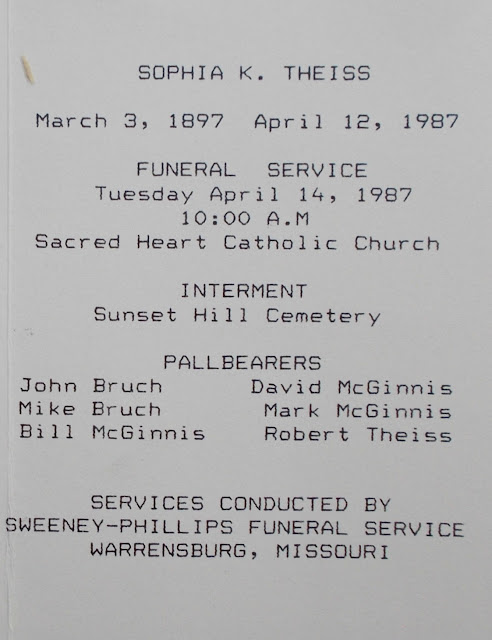 SOPHIA K. THEISS
March 3, 1897 April 12, 1987
FUNERAL SERVICE
Tuesday April 14, 1987
10:00 A.M
Sacred Heart Catholic Church
INTERMENT
Sunset Hill Cemetery
PALLBEARERS
John Bruch David McGinnis
Mike Bruch Mark McGinnis
Bill McGinnis Robert Theiss
SERVICES CONDUCTED BY
SWEENEY-PHILLIPS FUNERAL SERVICE
WARRENSBURG, MISSOURI